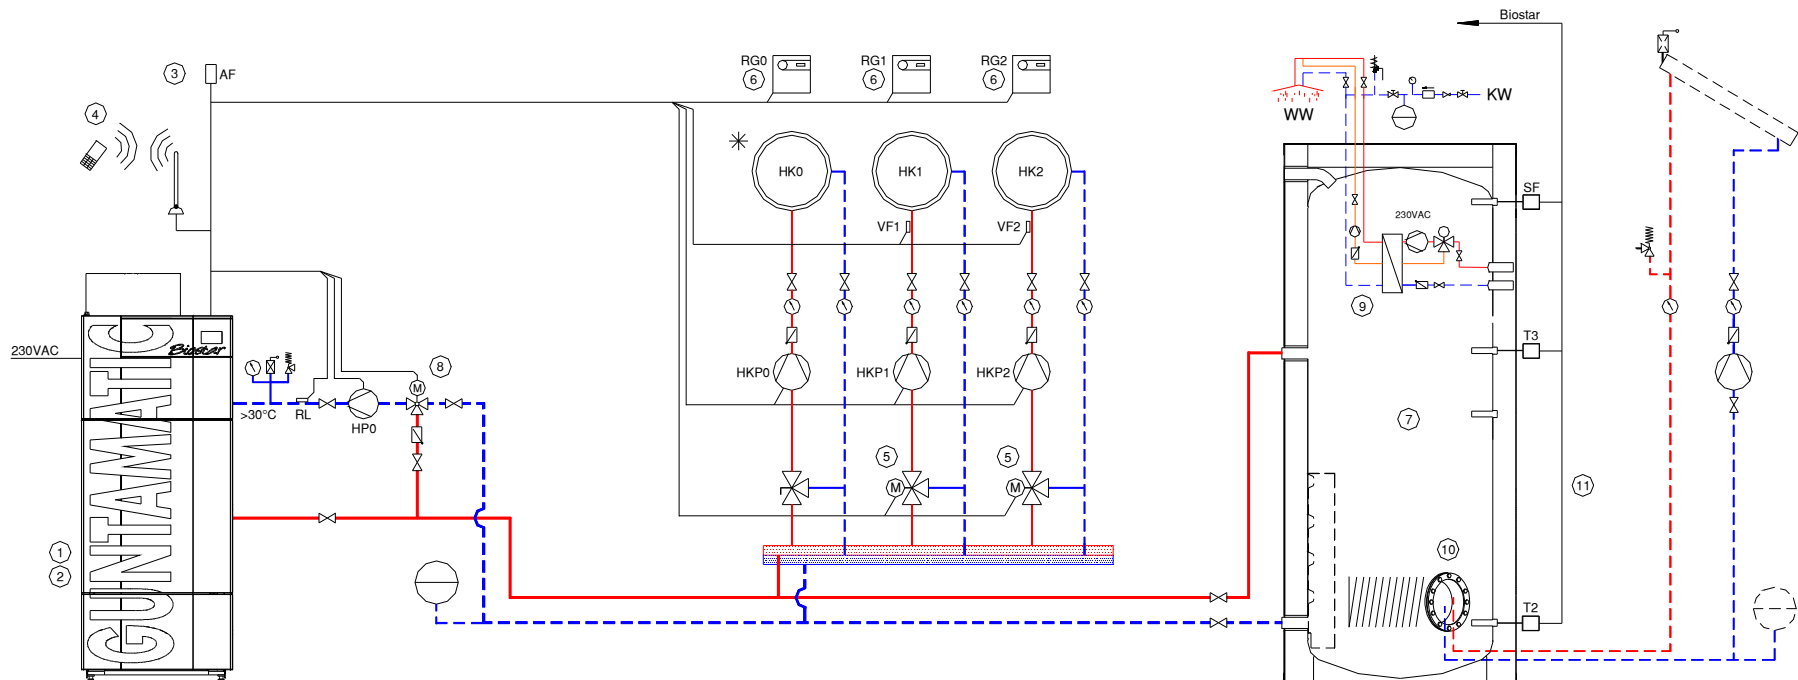 Biostar
3
AF
RG0
6
RG1
6
RG2
6
4
KW
WW
HK0
HK1
HK2
SF
VF1
VF2
230VAC
9
GUNTAMATIC
Biostar
230VAC
8
M
>30°C
RL
HP0
HKP0
HKP1
HKP2
T3
7
5
5
M
M
11
1
2
10
T2